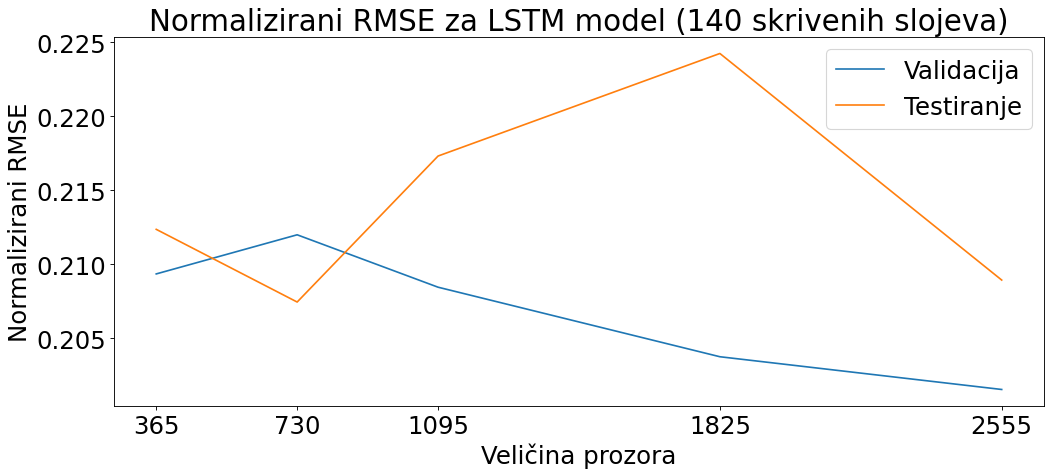 Normalizirani RMSE za LSTM model (140 skrivenih slojeva)
Normalizirani RMSE
0.225
0.220
0.215
0.210
0.205
Validacija
Testiranje
365 730 1095 1825 2555
Veličina prozora